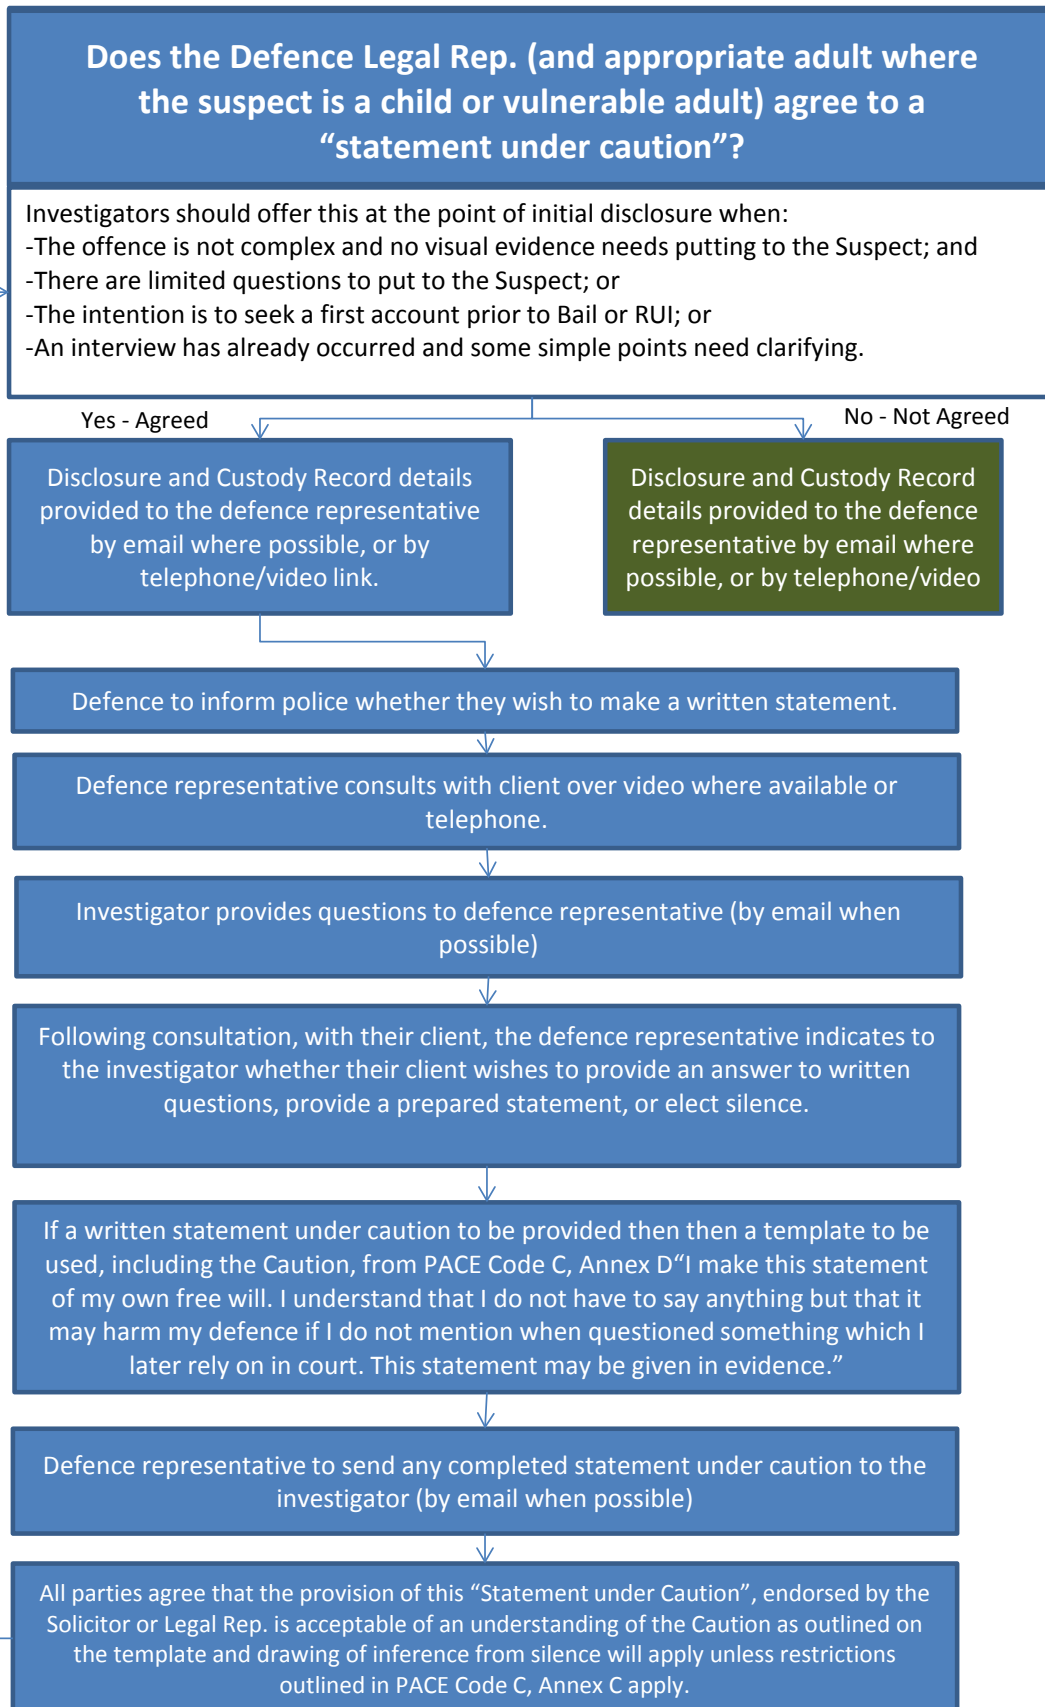 Does the Defence Legal Rep. (and appropriate adult where
the suspect is a child or vulnerable adult) agree to a
“statement under caution”?
Investigators should offer this at the point of initial disclosure when:
-The offence is not complex and no visual evidence needs putting to the Suspect; and
-There are limited questions to put to the Suspect; or
-The intention is to seek a first account prior to Bail or RUI; or
-An interview has already occurred and some simple points need clarifying.
Yes - Agreed
No - Not Agreed
Disclosure and Custody Record details
provided to the defence representative
by email where possible, or by
telephone/video link.
Disclosure and Custody Record
details provided to the defence
representative by email where
possible, or by telephone/video
Defence to inform police whether they wish to make a written statement.
Defence representative consults with client over video where available or
telephone.
Investigator provides questions to defence representative (by email when
possible)
Following consultation, with their client, the defence representative indicates to
the investigator whether their client wishes to provide an answer to written
questions, provide a prepared statement, or elect silence.
If a written statement under caution to be provided then then a template to be
used, including the Caution, from PACE Code C, Annex D“I make this statement
of my own free will. I understand that I do not have to say anything but that it
may harm my defence if I do not mention when questioned something which I
later rely on in court. This statement may be given in evidence.”
Defence representative to send any completed statement under caution to the
investigator (by email when possible)
All parties agree that the provision of this “Statement under Caution”, endorsed by the
Solicitor or Legal Rep. is acceptable of an understanding of the Caution as outlined on
the template and drawing of inference from silence will apply unless restrictions
outlined in PACE Code C, Annex C apply.